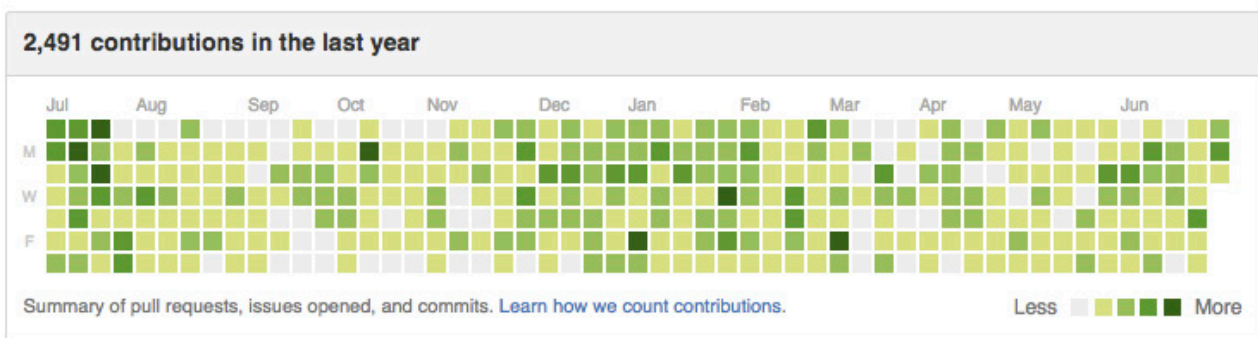 2,491 contributions in the last year
Jul Aug Sep Oct Nov Dec Jan Feb Mar Apr May Jun
M
W
F
Summary of pull requests, issues opened, and commits. Learn how we count contributions. Less More